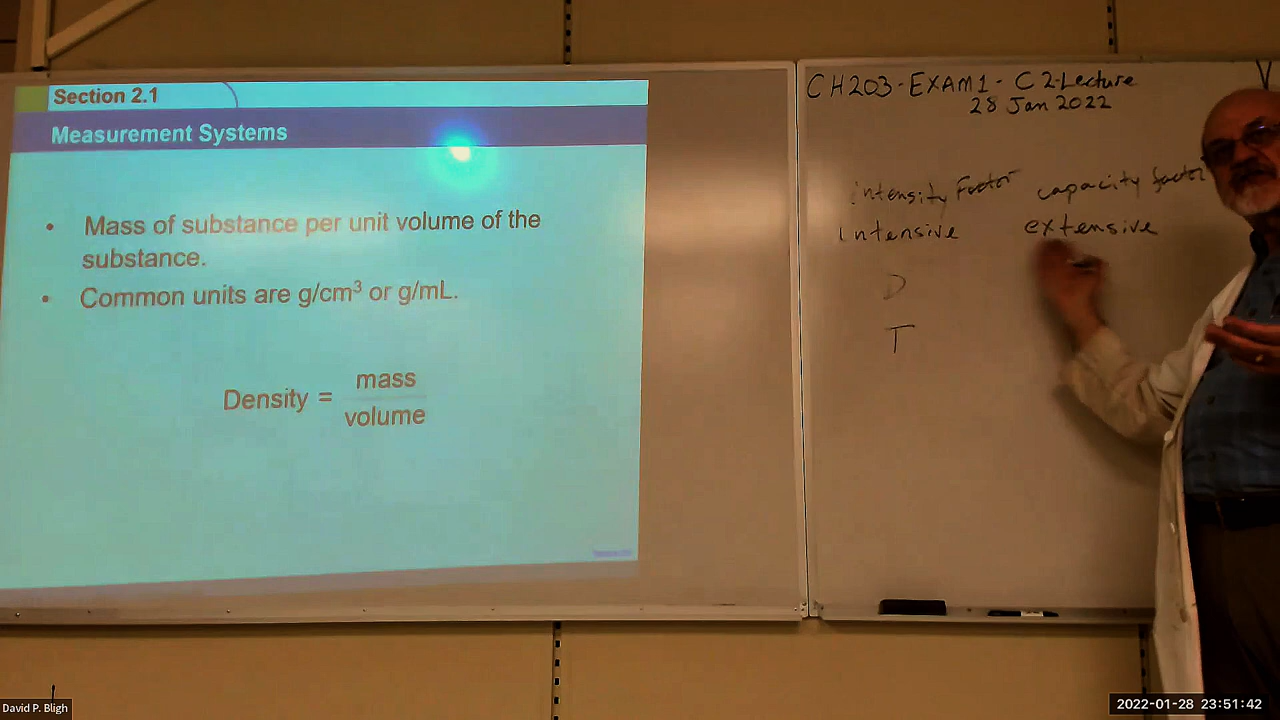 Section 2.1
Measurement Systems
• Mass of substance per unit volume of the
substance.
• Common units are g/cm³ or g/mL.
Density = mass
volume
CH203-EXAM1- C2-Lecture
28 Jan 2022
intensity Factor capacity factor
intensive extensive
D
T
David P. Bligh
2022-01-28 23:51:42